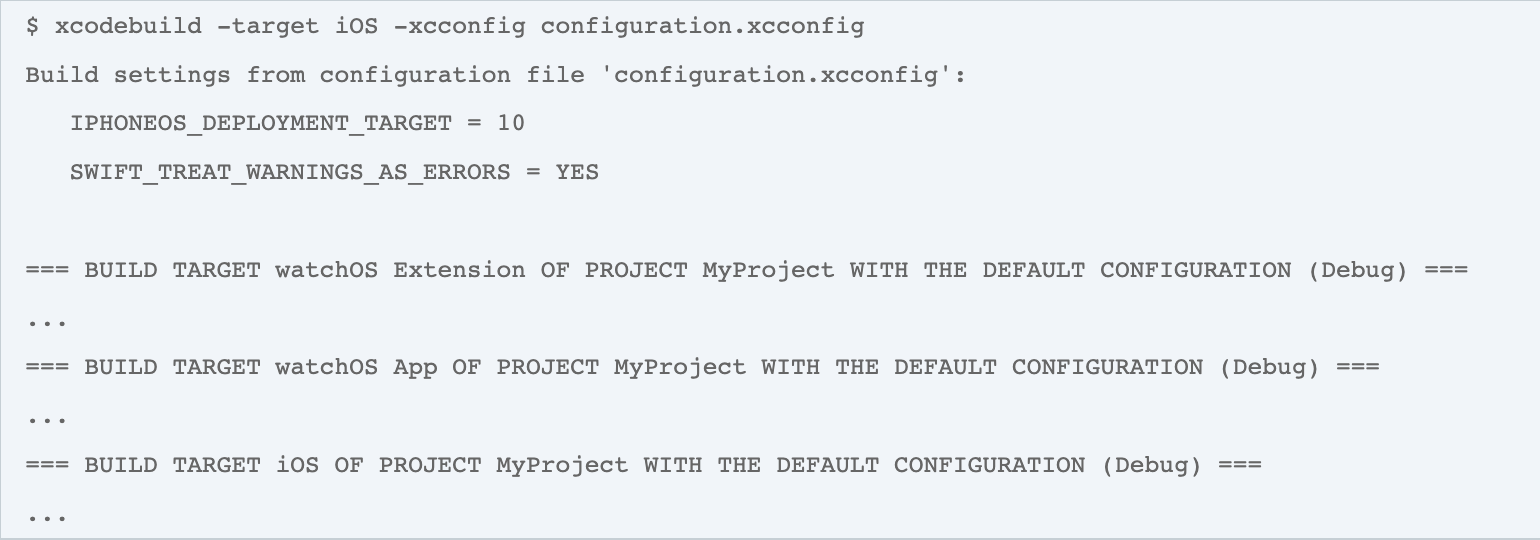 $ xcodebuild -target iOS -xcconfig configuration.xcconfig
Build settings from configuration file 'configuration.xcconfig':
IPHONEOS_DEPLOYMENT_TARGET = 10
SWIFT_TREAT_WARNINGS_AS_ERRORS = YES
=== BUILD TARGET watchOS Extension OF PROJECT MyProject WITH THE DEFAULT CONFIGURATION (Debug) ===
...
=== BUILD TARGET watchOS App OF PROJECT MyProject WITH THE DEFAULT CONFIGURATION (Debug) ===
...
=== BUILD TARGET iOS OF PROJECT MyProject WITH THE DEFAULT CONFIGURATION (Debug) ===
...